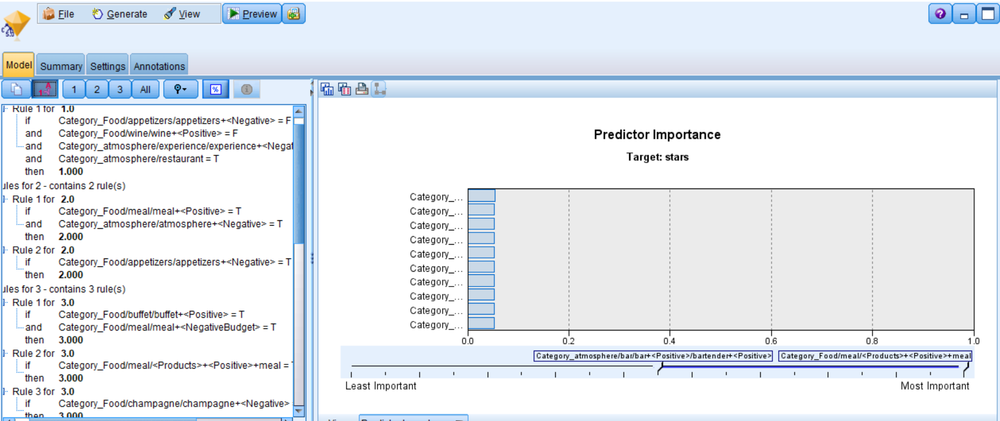 File Generate View Preview
C 5.0
Model Summary Settings Annotations
1 2 3 All %
Rule 1 for 1.0
if Category_Food/appetizers/appetizers+<Negative> = F
and Category_Food/wine/wine+<Positive> = F
and Category_atmosphere/experience/experience+<Negat
and Category_atmosphere/restaurant = T
then 1.000
ules for 2 - contains 2 rule(s)
Rule 1 for 2.0
if Category_Food/meal/meal+<Positive> = T
and Category_atmosphere/atmosphere+<Negative> = T
then 2.000
Rule 2 for 2.0
if Category_Food/appetizers/appetizers+<Negative> = T
then 2.000
ules for 3 - contains 3 rule(s)
Rule 1 for 3.0
if Category_Food/buffet/buffet+<Positive> = T
and Category_Food/meal/meal+<NegativeBudget> = T
then 3.000
Rule 2 for 3.0
if Category_Food/meal/<Products>+<Positive>+meal =
then 3.000
Rule 3 for 3.0
if Category_Food/champagne/champagne+<Negative>
then 3.000
Predictor Importance
Target: stars
Category_...
Category_...
Category_...
Category_...
Category_...
Category_...
Category_...
Category_...
Category_...
Category_...
0.0 0.2 0.4 0.6 0.8 1.0
Category_atmosphere/bar/bar+<Positive>/bartender+<Positive> Category_Food/meal/<Products>+<Positive>+meal
Least Important Most Important